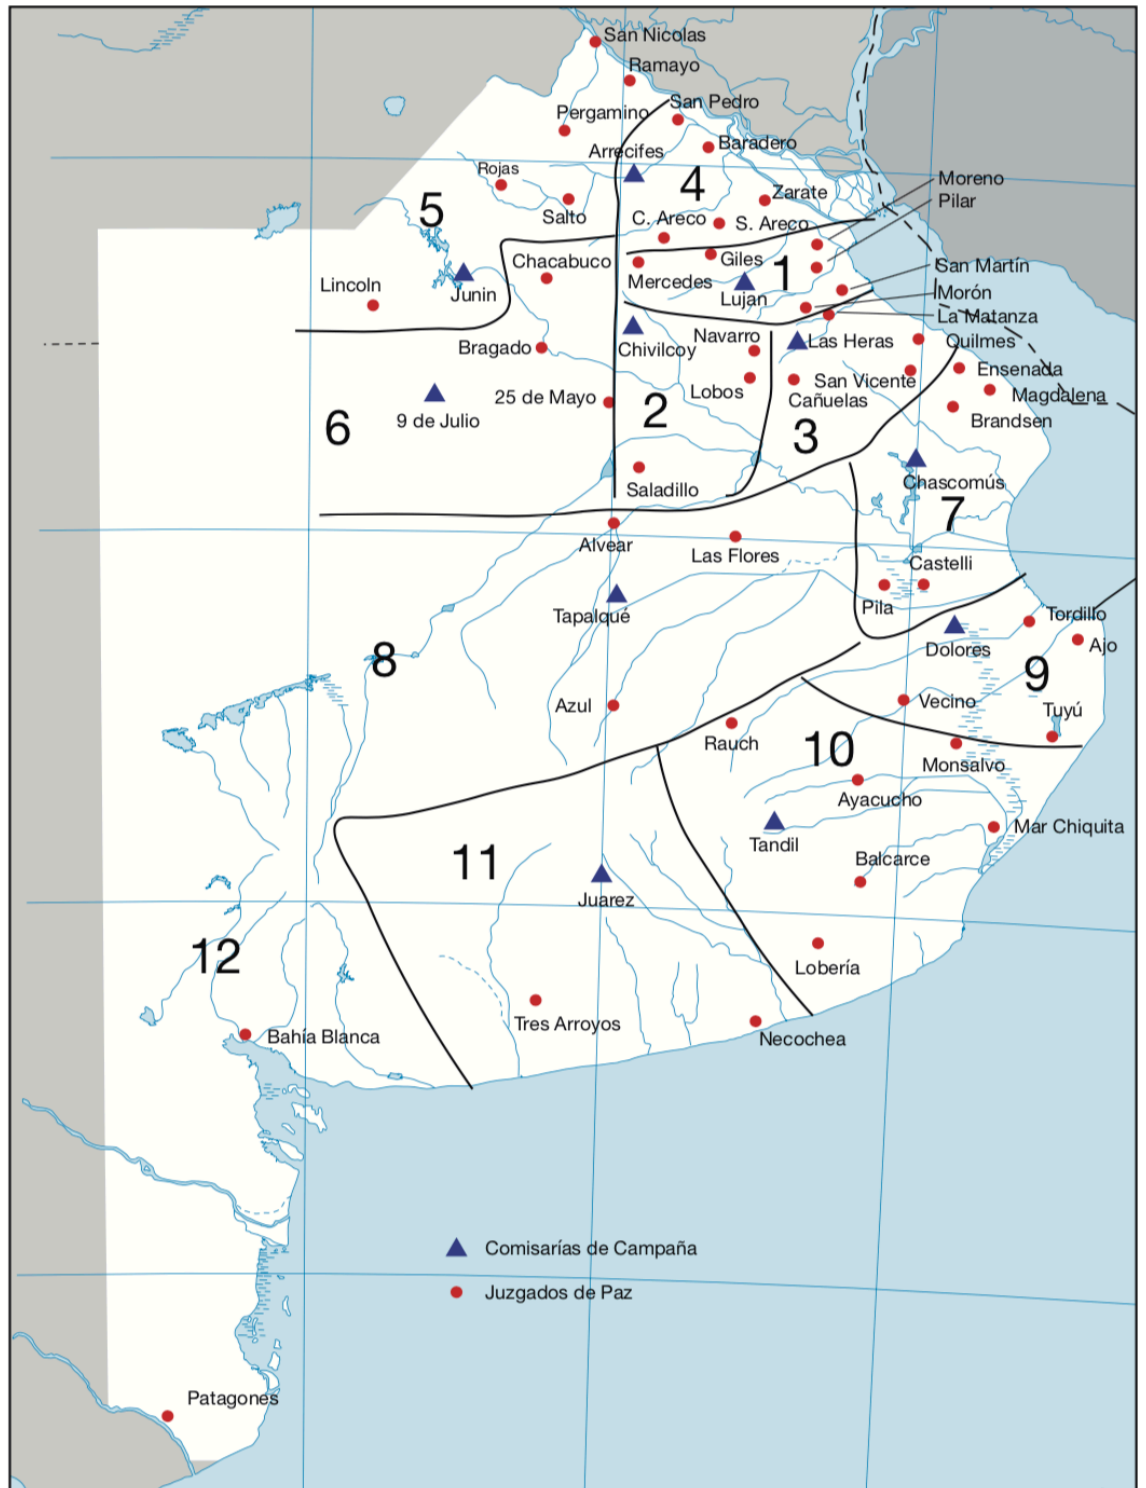 San Nicolas
Ramayo
San Pedro
Pergamino
Baradero
Arrecifes
Rojas
4
Moreno
Zarate
Pilar
5
Salto
C. Areco
S. Areco
Chacabuco
Giles
1
San Martín
Mercedes
Lincoln
Junin
Lujan
Morón
La Matanza
Navarro
Las Heras
Quilmes
Bragado
Chivilcoy
Ensenada
San Vicente
Lobos
Magdalena
25 de Mayo
Cañuelas
2
9 de Julio
Brandsen
6
3
Saladillo
Chascomús
7
Alvear
Las Flores
Castelli
Pila
Tapalqué
Tordillo
Dolores
Ajo
8
9
Azul
Vecino
Tuyú
Rauch
10
Monsalvo
Ayacucho
Mar Chiquita
Tandil
11
Balcarce
Juarez
12
Lobería
Tres Arroyos
Bahía Blanca
Necochea
Comisarías de Campaña
Juzgados de Paz
Patagones